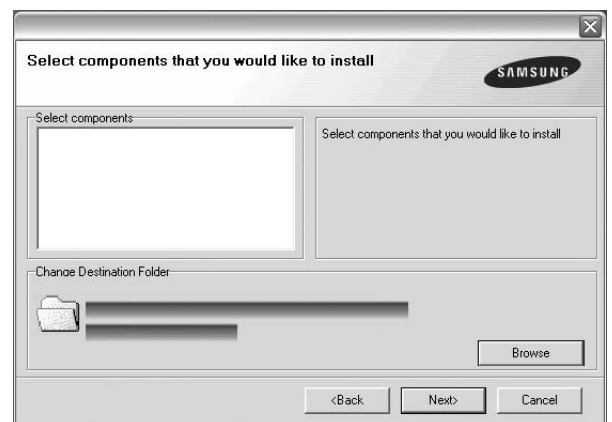 Select components that you would like to install
SAMSUNG
Select components
Select components that you would like to install
Change Destination Folder
Browse
<Back
Next>
Cancel